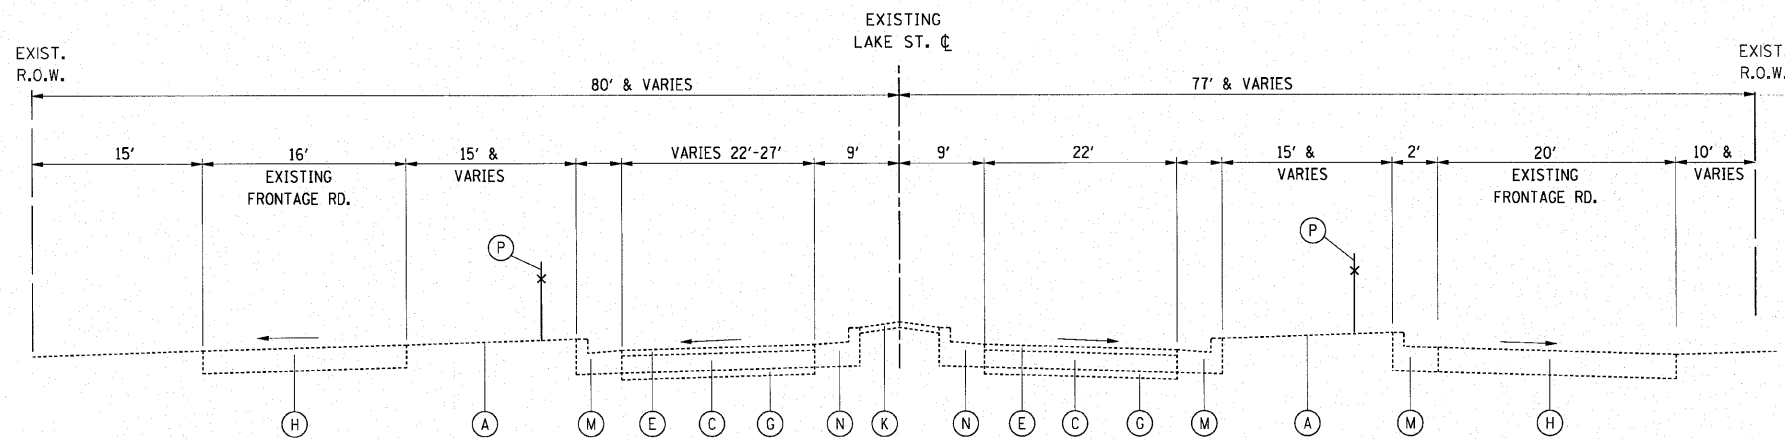 EXISTING
LAKE ST. ℄
EXIST.
R.O.W.
EXIST.
R.O.W.
80' & VARIES
77' & VARIES
15'
16'
EXISTING
FRONTAGE RD.
15' &
VARIES
VARIES 22'-27'
9'
9'
22'
15' &
VARIES
2'
20'
EXISTING
FRONTAGE RD.
10' &
VARIES
P
P
H
A
M
E
C
G
N
K
N
E
C
G
M
A
M
H